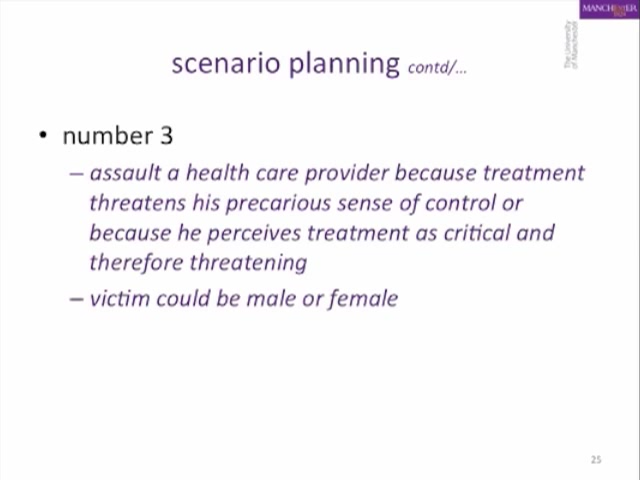 MANCHESTER
The University
of Manchester
scenario planning contd/...
• number 3
– assault a health care provider because treatment
threatens his precarious sense of control or
because he perceives treatment as critical and
therefore threatening
– victim could be male or female
25